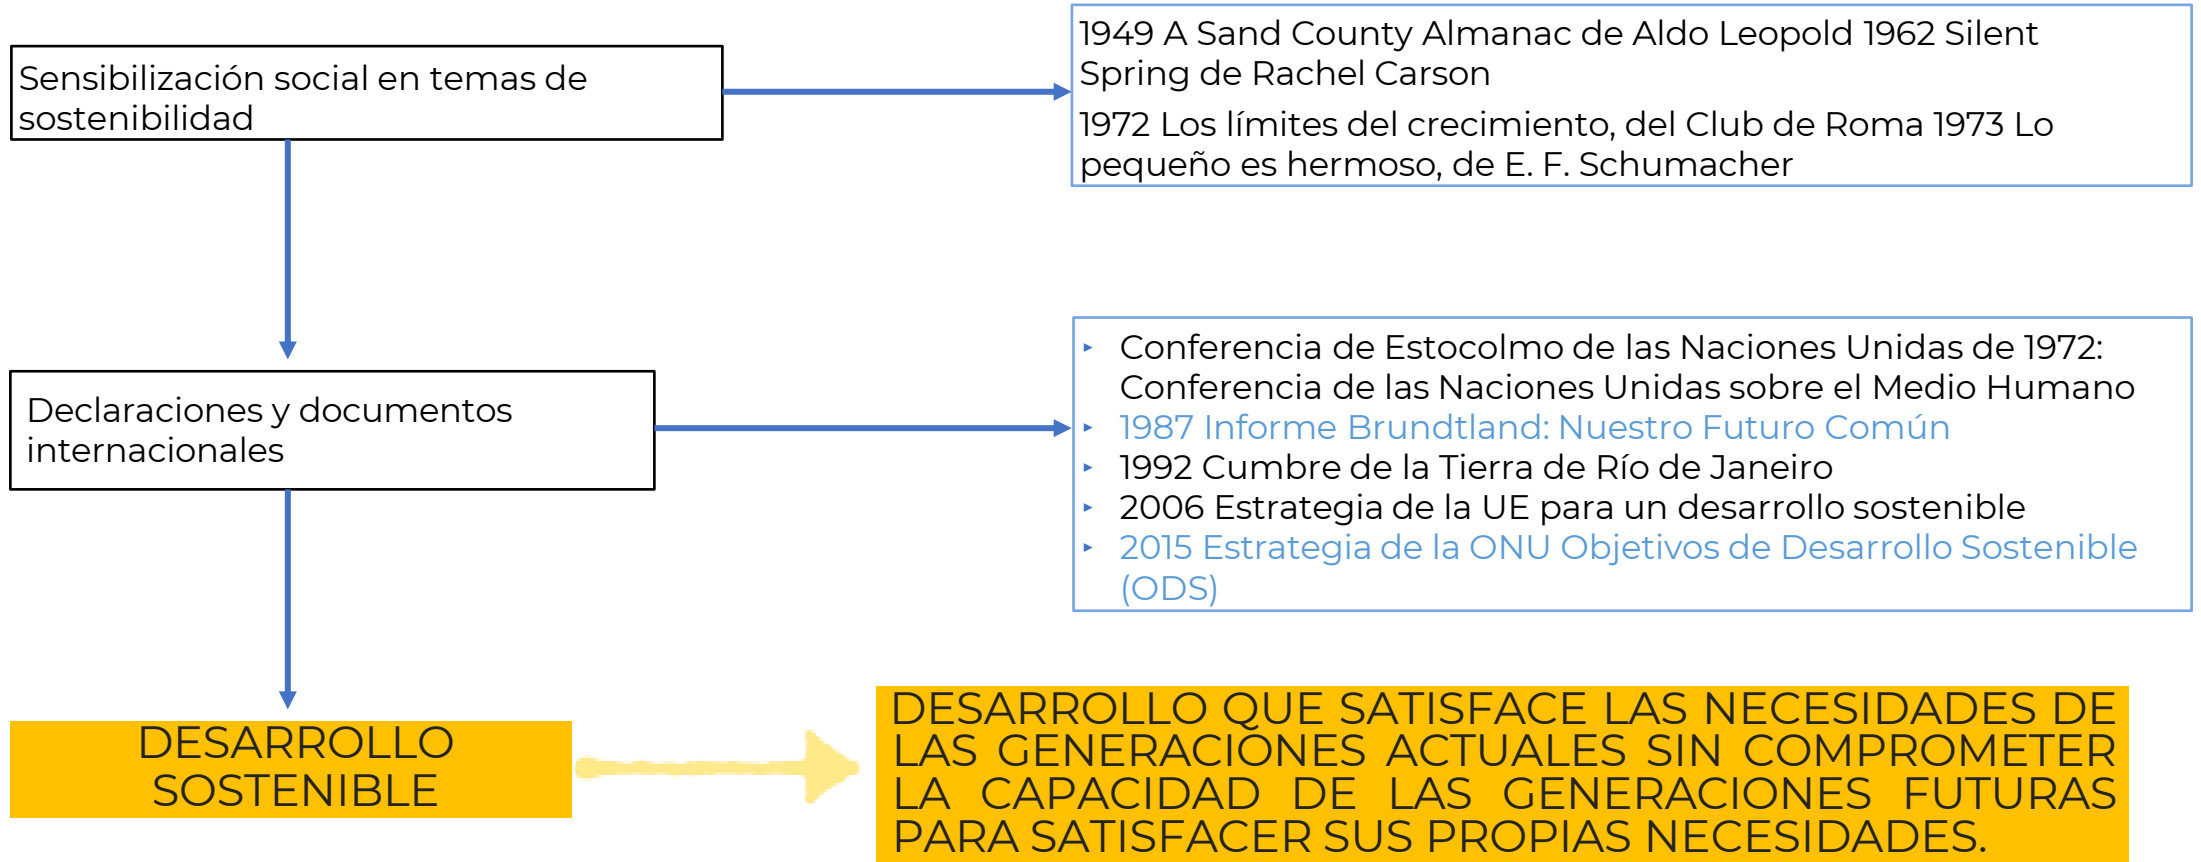 Sensibilización social en temas de
sostenibilidad
1949 A Sand County Almanac de Aldo Leopold 1962 Silent
Spring de Rachel Carson
1972 Los límites del crecimiento, del Club de Roma 1973 Lo
pequeño es hermoso, de E. F. Schumacher
Declaraciones y documentos
internacionales
‣ Conferencia de Estocolmo de las Naciones Unidas de 1972:
Conferencia de las Naciones Unidas sobre el Medio Humano
‣ 1987 Informe Brundtland: Nuestro Futuro Común
‣ 1992 Cumbre de la Tierra de Río de Janeiro
‣ 2006 Estrategia de la UE para un desarrollo sostenible
‣ 2015 Estrategia de la ONU Objetivos de Desarrollo Sostenible
(ODS)
DESARROLLO
SOSTENIBLE
DESARROLLO QUE SATISFACE LAS NECESIDADES DE
LAS GENERACIONES ACTUALES SIN COMPROMETER
LA CAPACIDAD DE LAS GENERACIONES FUTURAS
PARA SATISFACER SUS PROPIAS NECESIDADES.